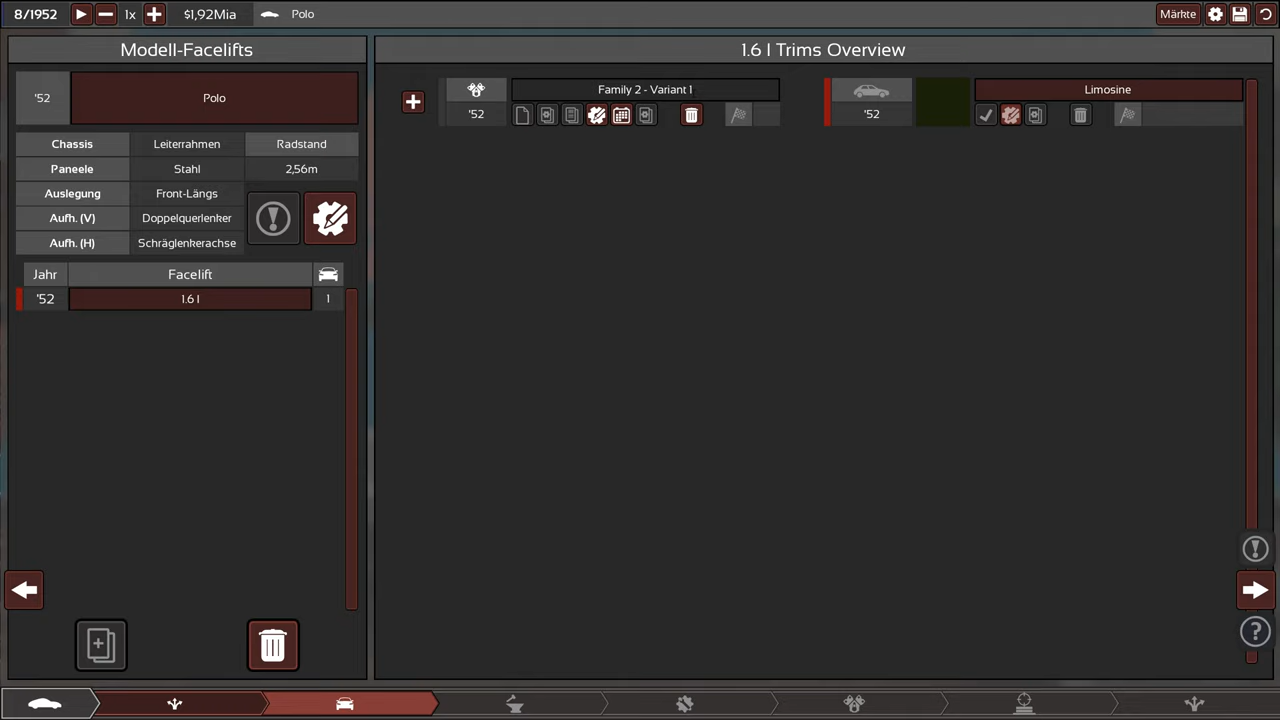 8/1952 1x $1,92Mia Polo Märkte
Modell-Facelifts
'52 Polo
Chassis Leiterrahmen Radstand
Paneele Stahl 2,56m
Auslegung Front-Längs
Aufh. (V) Doppelquerlenker
Aufh. (H) Schräglenkerachse
Jahr Facelift
'52 1.6 l 1
1.6 l Trims Overview
Family 2 - Variant 1 Limosine
'52 '52